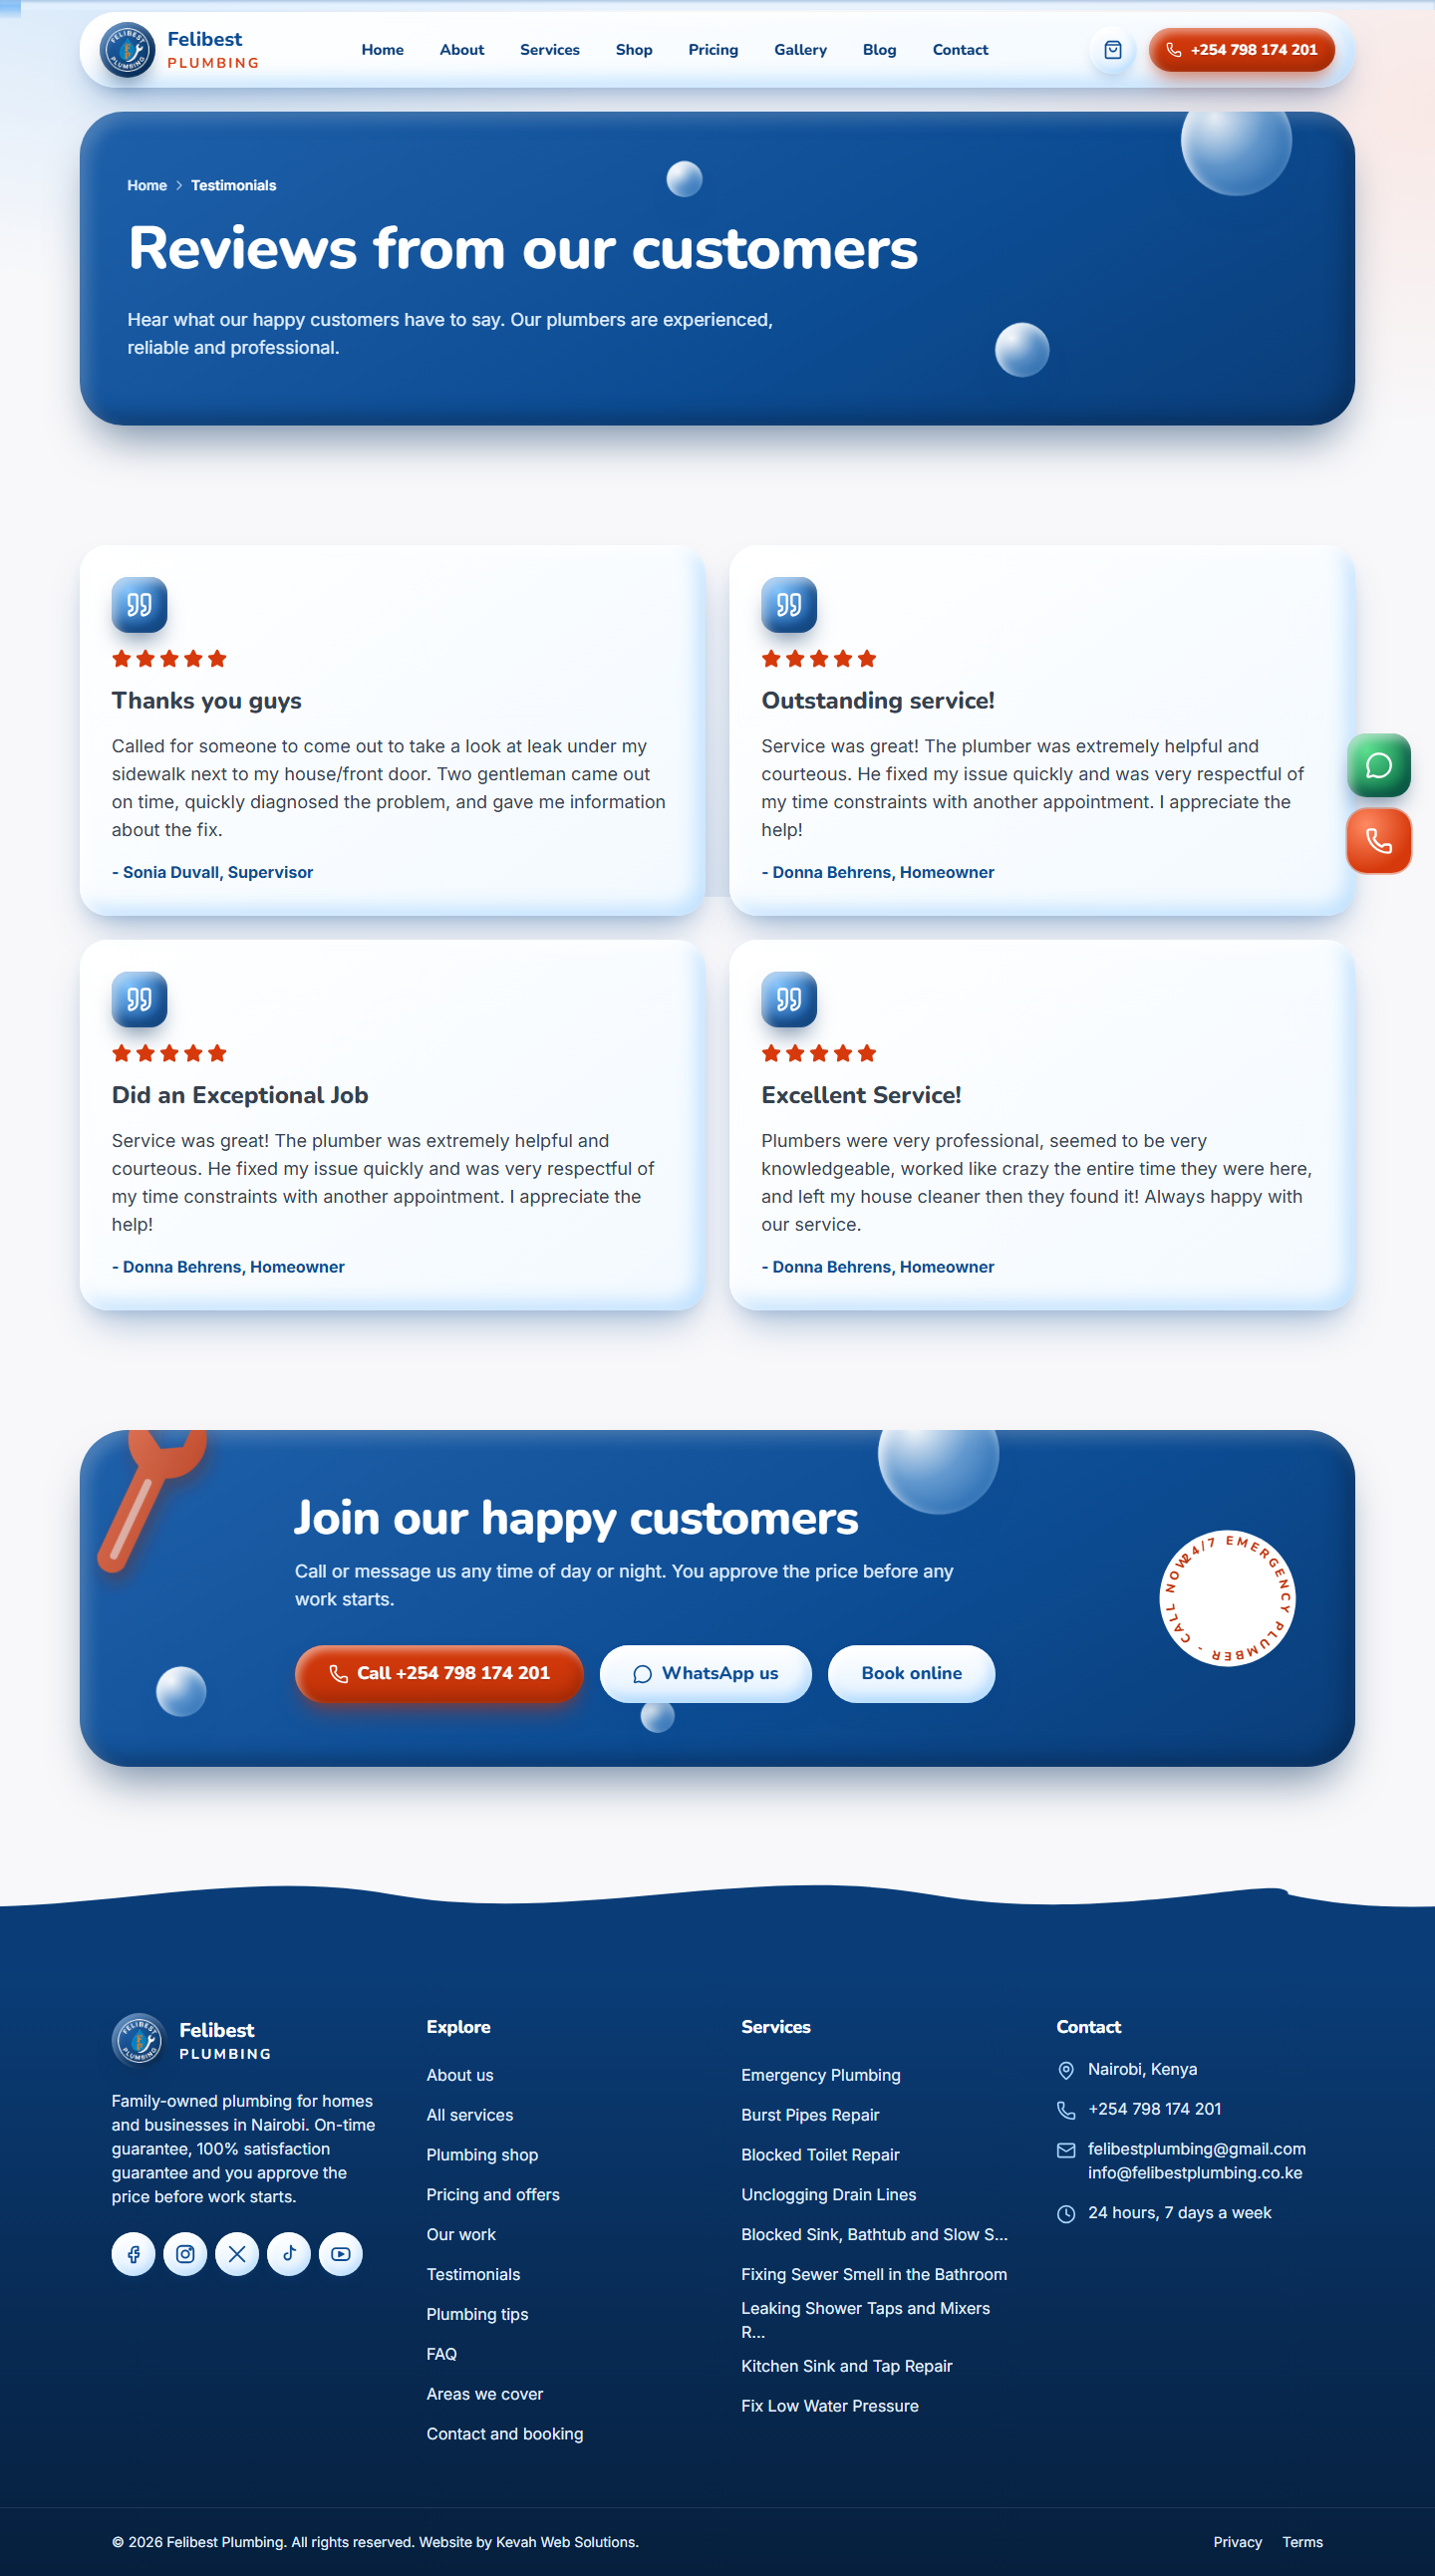 FELIBEST
PLUMBING
Felibest
PLUMBING
Home
About
Services
Shop
Pricing
Gallery
Blog
Contact
+254 798 174 201
Home > Testimonials
Reviews from our customers
Hear what our happy customers have to say. Our plumbers are experienced,
reliable and professional.
Thanks you guys
Called for someone to come out to take a look at leak under my
sidewalk next to my house/front door. Two gentleman came out
on time, quickly diagnosed the problem, and gave me information
about the fix.
- Sonia Duvall, Supervisor
Outstanding service!
Service was great! The plumber was extremely helpful and
courteous. He fixed my issue quickly and was very respectful of
my time constraints with another appointment. I appreciate the
help!
- Donna Behrens, Homeowner
Did an Exceptional Job
Service was great! The plumber was extremely helpful and
courteous. He fixed my issue quickly and was very respectful of
my time constraints with another appointment. I appreciate the
help!
- Donna Behrens, Homeowner
Excellent Service!
Plumbers were very professional, seemed to be very
knowledgeable, worked like crazy the entire time they were here,
and left my house cleaner then they found it! Always happy with
our service.
- Donna Behrens, Homeowner
Join our happy customers
Call or message us any time of day or night. You approve the price before any
work starts.
Call +254 798 174 201
WhatsApp us
Book online
24/7 EMERGENCY PLUMBER - CALL NOW
FELIBEST
PLUMBING
Felibest
PLUMBING
Family-owned plumbing for homes
and businesses in Nairobi. On-time
guarantee, 100% satisfaction
guarantee and you approve the
price before work starts.
Explore
About us
All services
Plumbing shop
Pricing and offers
Our work
Testimonials
Plumbing tips
FAQ
Areas we cover
Contact and booking
Services
Emergency Plumbing
Burst Pipes Repair
Blocked Toilet Repair
Unclogging Drain Lines
Blocked Sink, Bathtub and Slow S...
Fixing Sewer Smell in the Bathroom
Leaking Shower Taps and Mixers
R...
Kitchen Sink and Tap Repair
Fix Low Water Pressure
Contact
Nairobi, Kenya
+254 798 174 201
felibestplumbing@gmail.com
info@felibestplumbing.co.ke
24 hours, 7 days a week
© 2026 Felibest Plumbing. All rights reserved. Website by Kevah Web Solutions.
Privacy
Terms